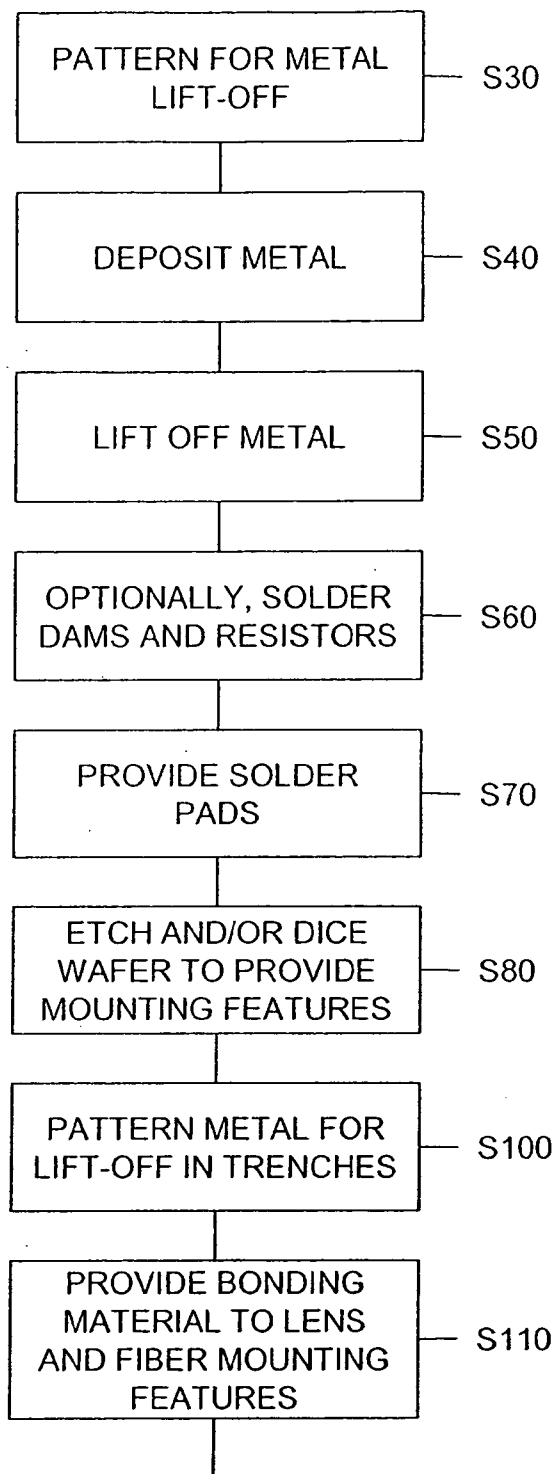 PATTERN FOR METAL
LIFT-OFF
S30
DEPOSIT METAL
S40
LIFT OFF METAL
S50
OPTIONALLY, SOLDER
DAMS AND RESISTORS
S60
PROVIDE SOLDER
PADS
S70
ETCH AND/OR DICE
WAFER TO PROVIDE
MOUNTING FEATURES
S80
PATTERN METAL FOR
LIFT-OFF IN TRENCHES
S100
PROVIDE BONDING
MATERIAL TO LENS
AND FIBER MOUNTING
FEATURES
S110